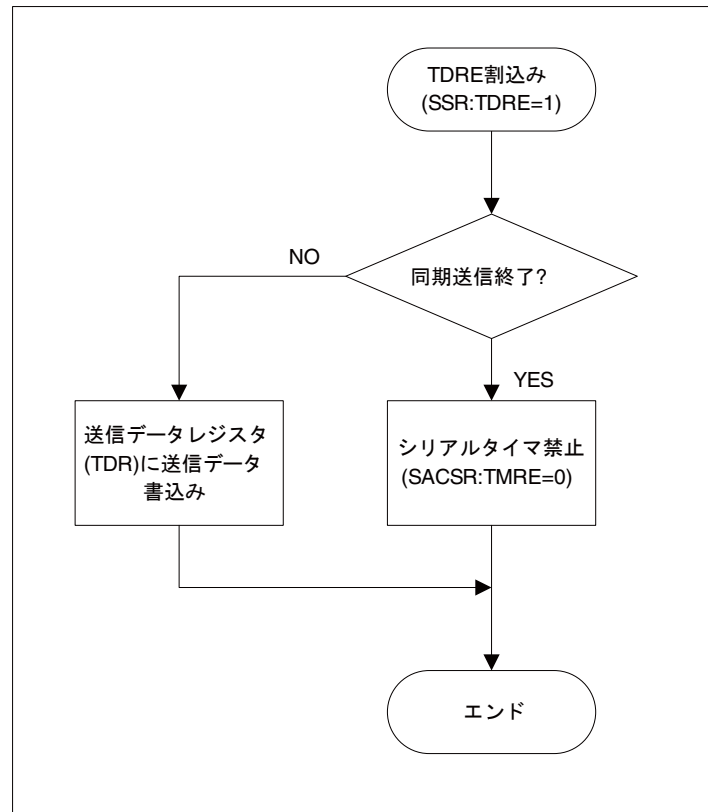 TDRE割込み
(SSR:TDRE=1)
同期送信終了?
NO
YES
送信データレジスタ
(TDR)に送信データ
書込み
シリアルタイマ禁止
(SACSR:TMRE=0)
エンド